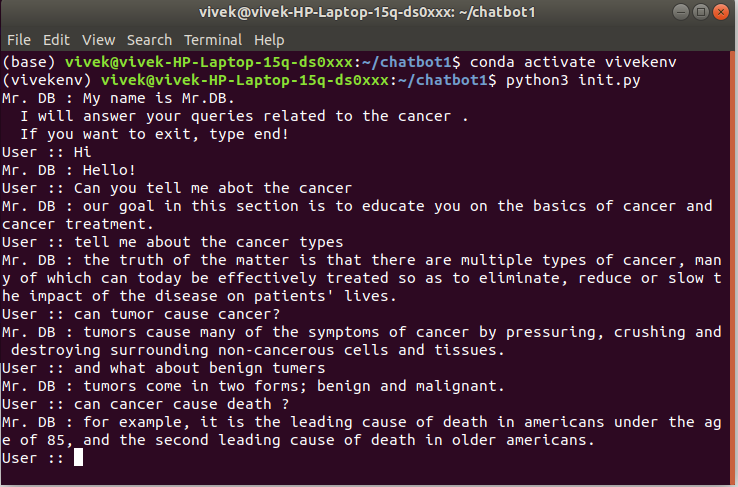 vivek@vivek-HP-Laptop-15q-ds0xxx: ~/chatbot1
File Edit View Search Terminal Help
(base) vivek@vivek-HP-Laptop-15q-ds0xxx:~/chatbot1$ conda activate vivekenv
(vivekenv) vivek@vivek-HP-Laptop-15q-ds0xxx:~/chatbot1$ python3 init.py
Mr. DB : My name is Mr.DB.
  I will answer your queries related to the cancer .
  If you want to exit, type end!
User :: Hi
Mr. DB : Hello!
User :: Can you tell me abot the cancer
Mr. DB : our goal in this section is to educate you on the basics of cancer and
cancer treatment.
User :: tell me about the cancer types
Mr. DB : the truth of the matter is that there are multiple types of cancer, man
y of which can today be effectively treated so as to eliminate, reduce or slow t
he impact of the disease on patients' lives.
User :: can tumor cause cancer?
Mr. DB : tumors cause many of the symptoms of cancer by pressuring, crushing and
 destroying surrounding non-cancerous cells and tissues.
User :: and what about benign tumers
Mr. DB : tumors come in two forms; benign and malignant.
User :: can cancer cause death ?
Mr. DB : for example, it is the leading cause of death in americans under the ag
e of 85, and the second leading cause of death in older americans.
User ::